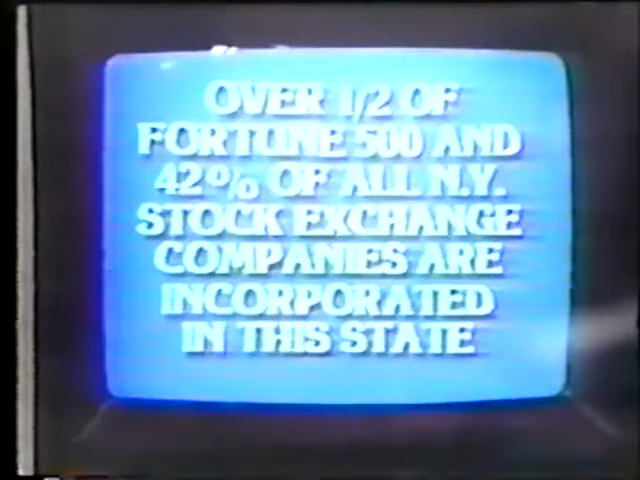 OVER 1/2 OF
FORTUNE 500 AND
42% OF ALL N.Y.
STOCK EXCHANGE
COMPANIES ARE
INCORPORATED
IN THIS STATE